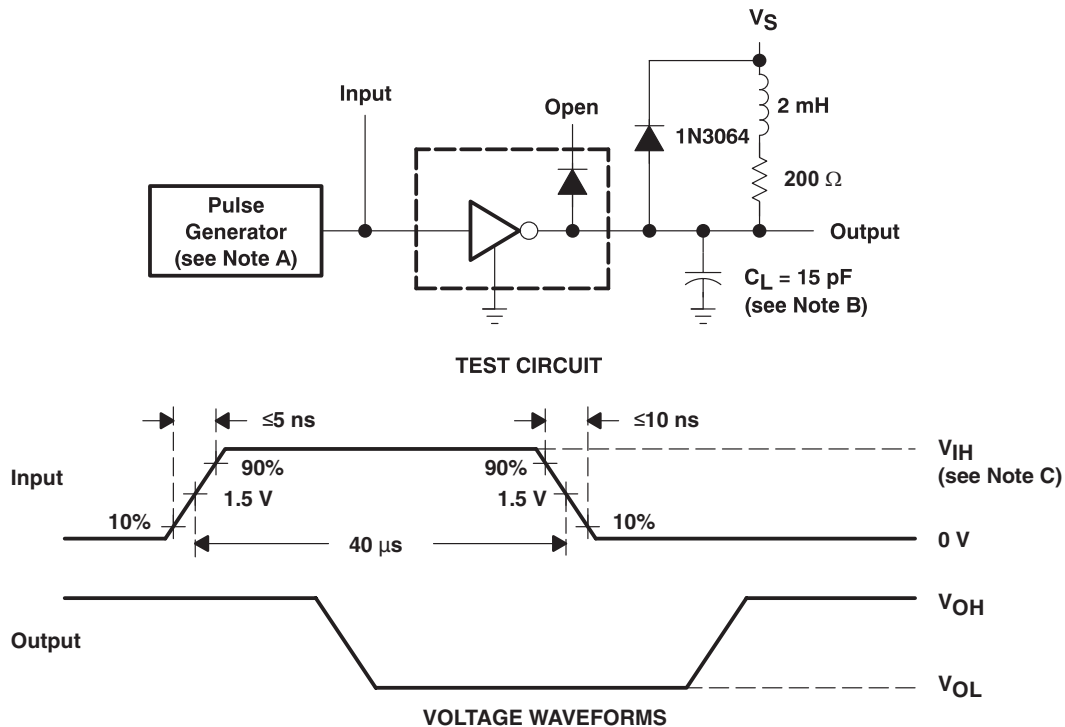 VS
Input
Open
2 mH
1N3064
200 Ω
Pulse
Generator
(see Note A)
Output
CL = 15 pF
(see Note B)
TEST CIRCUIT
≤5 ns
≤10 ns
VIH
(see Note C)
Input
90%
90%
1.5 V
1.5 V
10%
10%
40 μs
0 V
VOH
Output
VOL
VOLTAGE WAVEFORMS